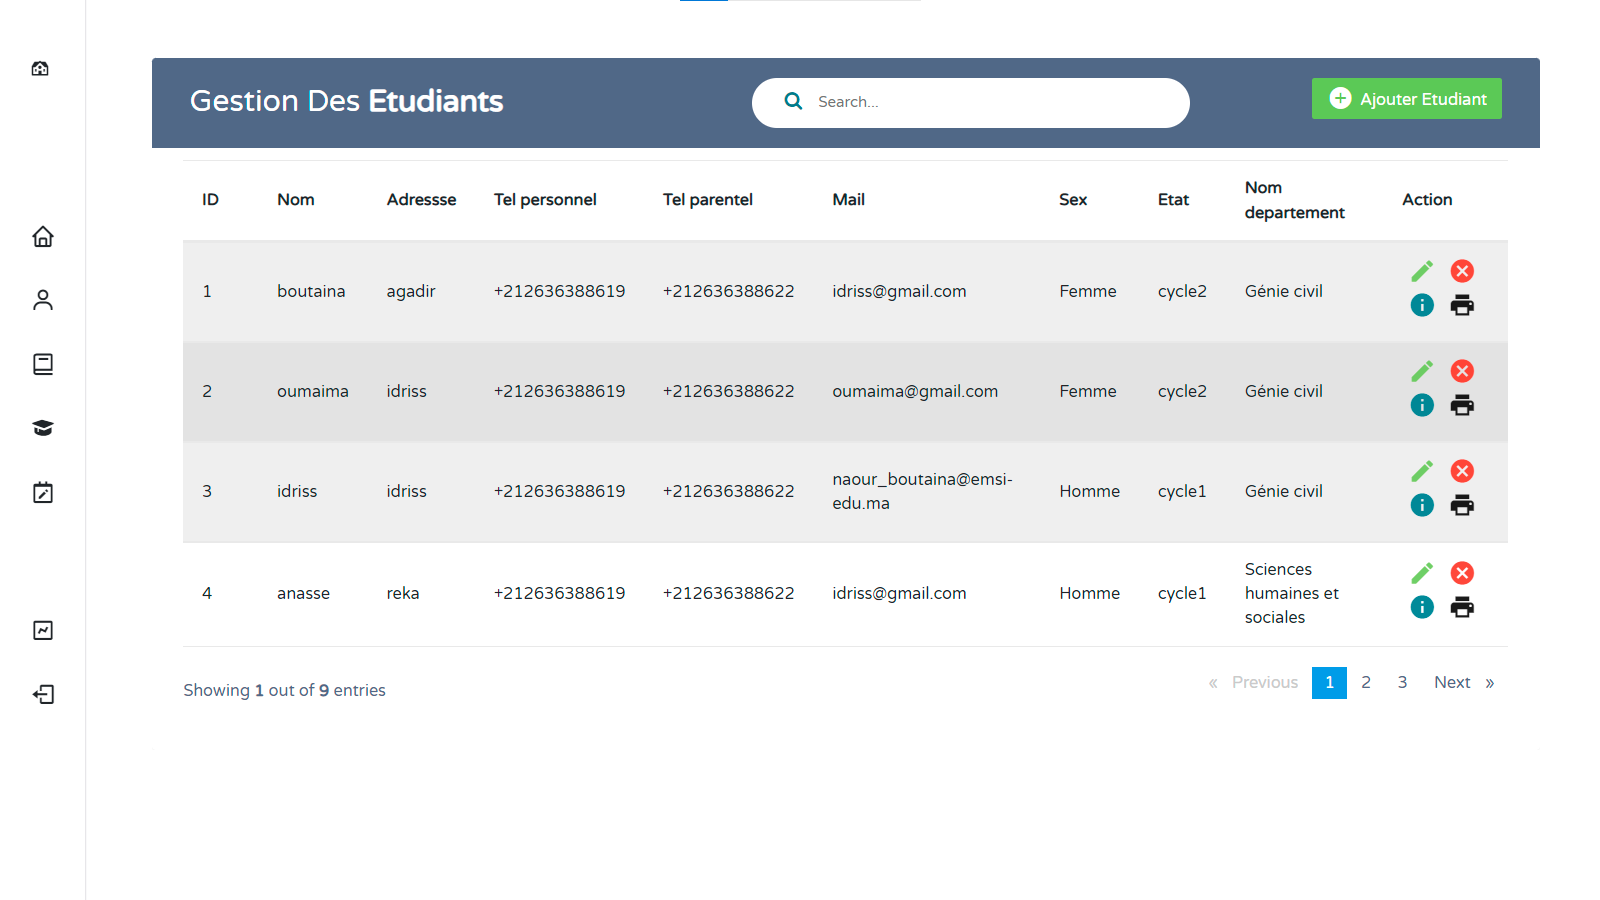 Gestion Des Etudiants
Search...
Ajouter Etudiant
ID Nom Adressse Tel personnel Tel parentel Mail Sex Etat Nom departement Action
1 boutaina agadir +212636388619 +212636388622 idriss@gmail.com Femme cycle2 Génie civil
2 oumaima idriss +212636388619 +212636388622 oumaima@gmail.com Femme cycle2 Génie civil
3 idriss idriss +212636388619 +212636388622 naour_boutaina@emsi-edu.ma Homme cycle1 Génie civil
4 anasse reka +212636388619 +212636388622 idriss@gmail.com Homme cycle1 Sciences humaines et sociales
Showing 1 out of 9 entries
« Previous 1 2 3 Next »